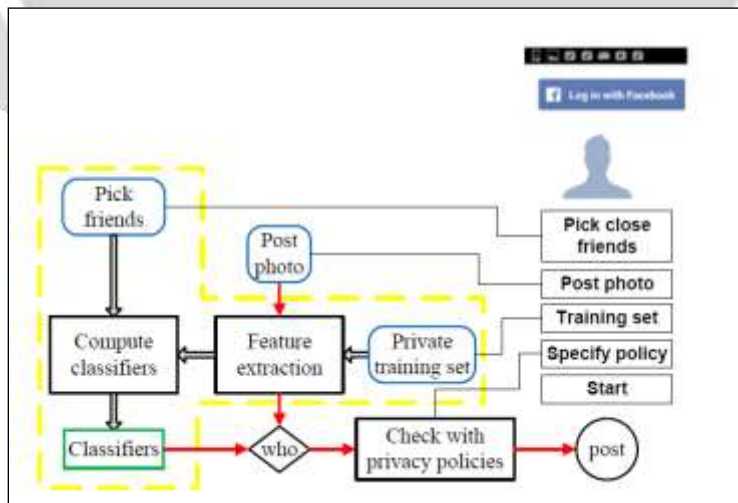 Log in with Facebook
Pick
friends
Post
photo
Pick close
friends
Post photo
Training set
Specify policy
Start
Compute
classifiers
Feature
extraction
Private
training set
Classifiers
who
Check with
privacy policies
post